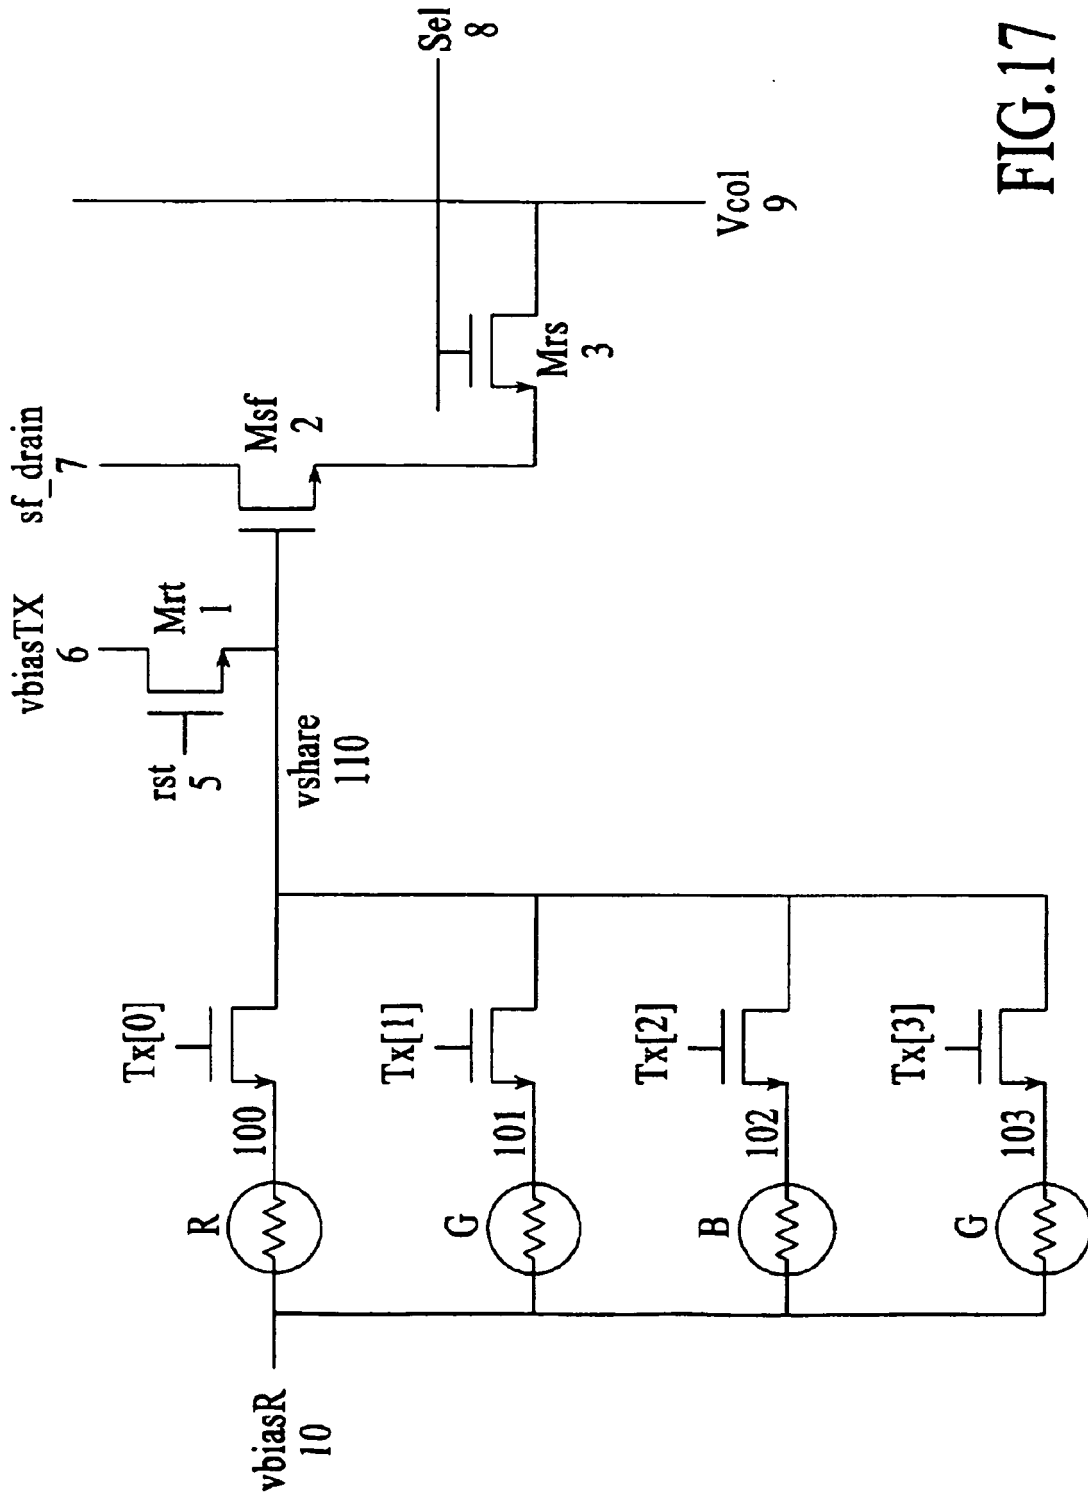 vbiasTX
6
sf_drain
7
Mrt
1
Msf
2
rst
5
vshare
110
Sel
8
Mrs
3
Vcol
9
Tx[0]
100
R
Tx[1]
101
G
Tx[2]
102
B
Tx[3]
103
G
vbiasR
10
FIG.17